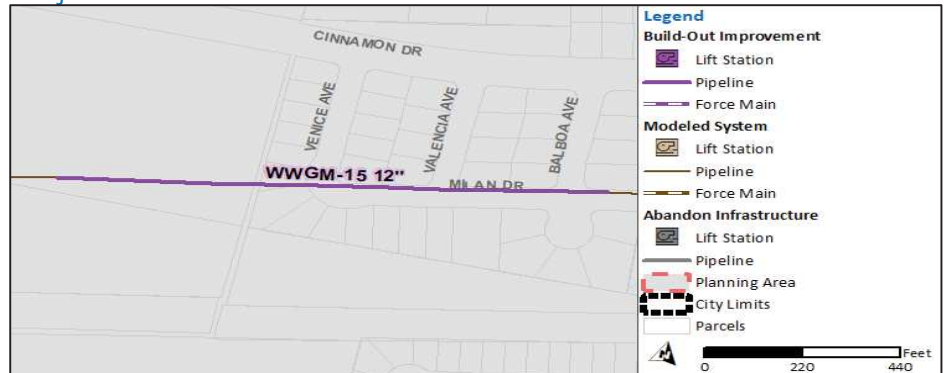 CINNAMON DR
VENICE AVE
VALENCIA AVE
BALBOA AVE
WWGM-15 12"
MILAN DR
Legend
Build-Out Improvement
Lift Station
Pipeline
Force Main
Modeled System
Lift Station
Pipeline
Force Main
Abandon Infrastructure
Lift Station
Pipeline
Planning Area
City Limits
Parcels
Feet
0 220 440